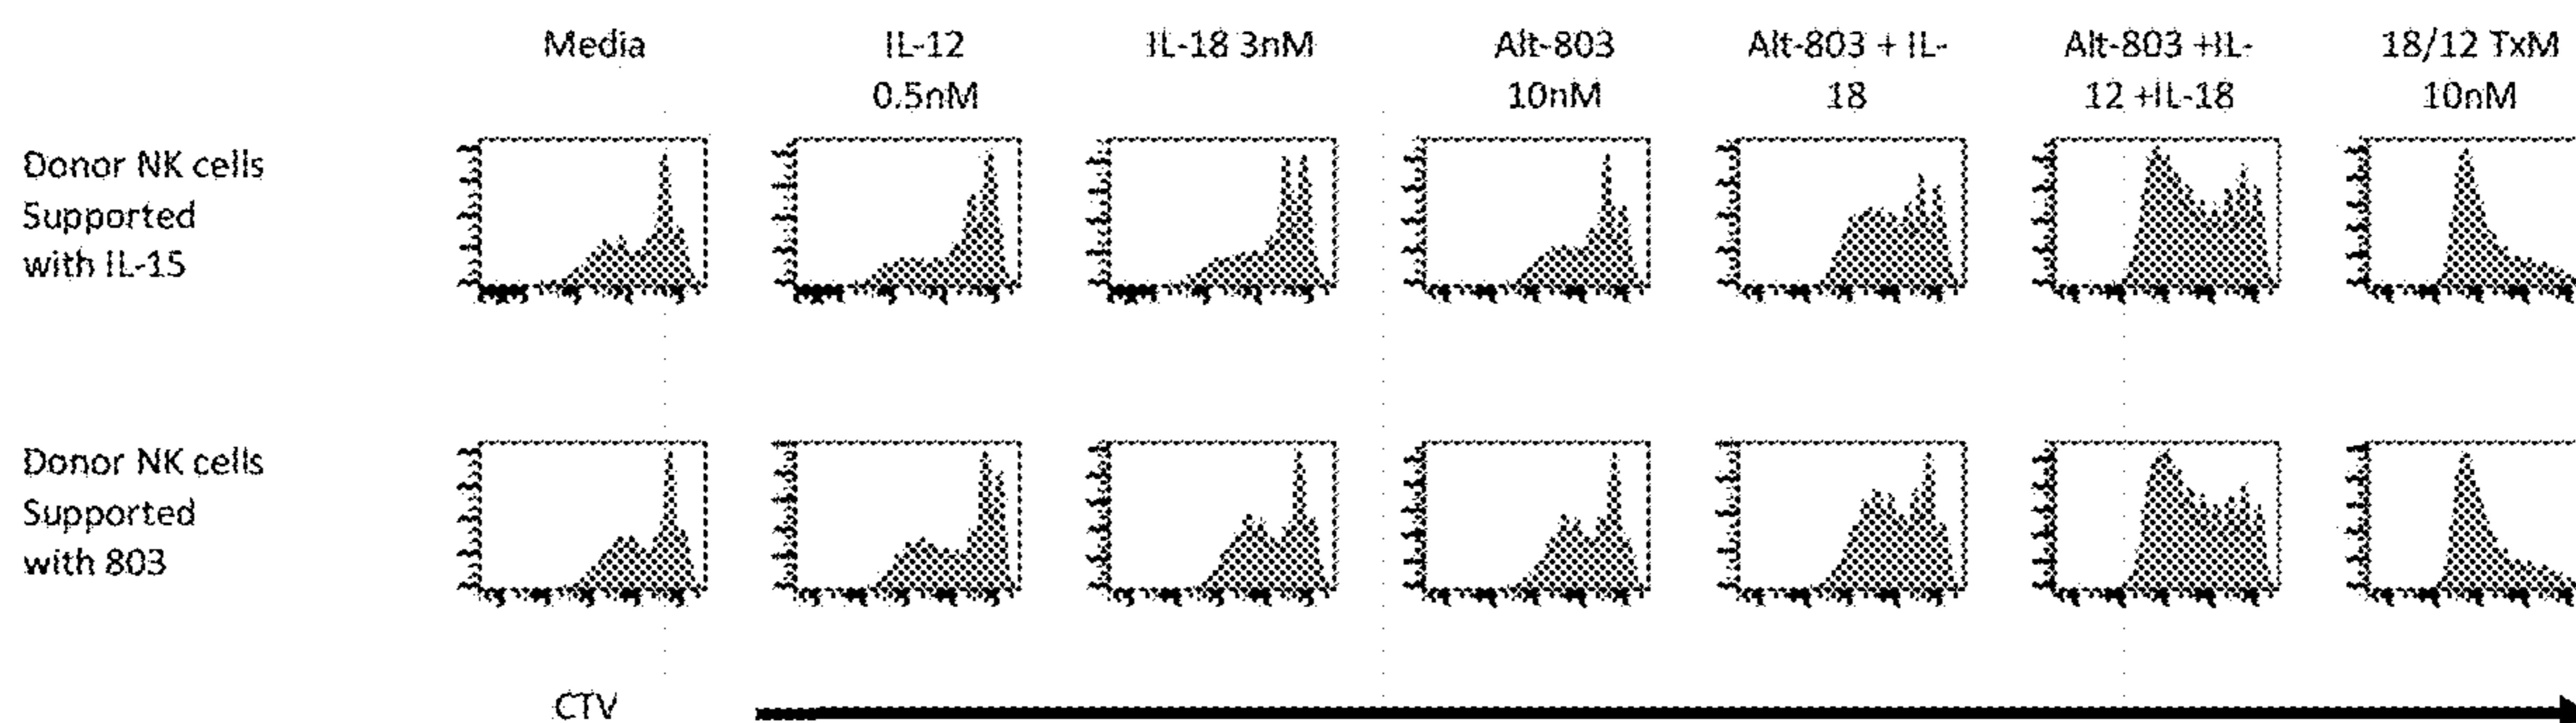 Media
IL-12
0.5nM
IL-18 3nM
Alt-803
10nM
Alt-803 + IL-
18
Alt-803 +IL-
12 +IL-18
18/12 TxM
10nM
Donor NK cells
Supported
with IL-15
Donor NK cells
Supported
with 803
CTV